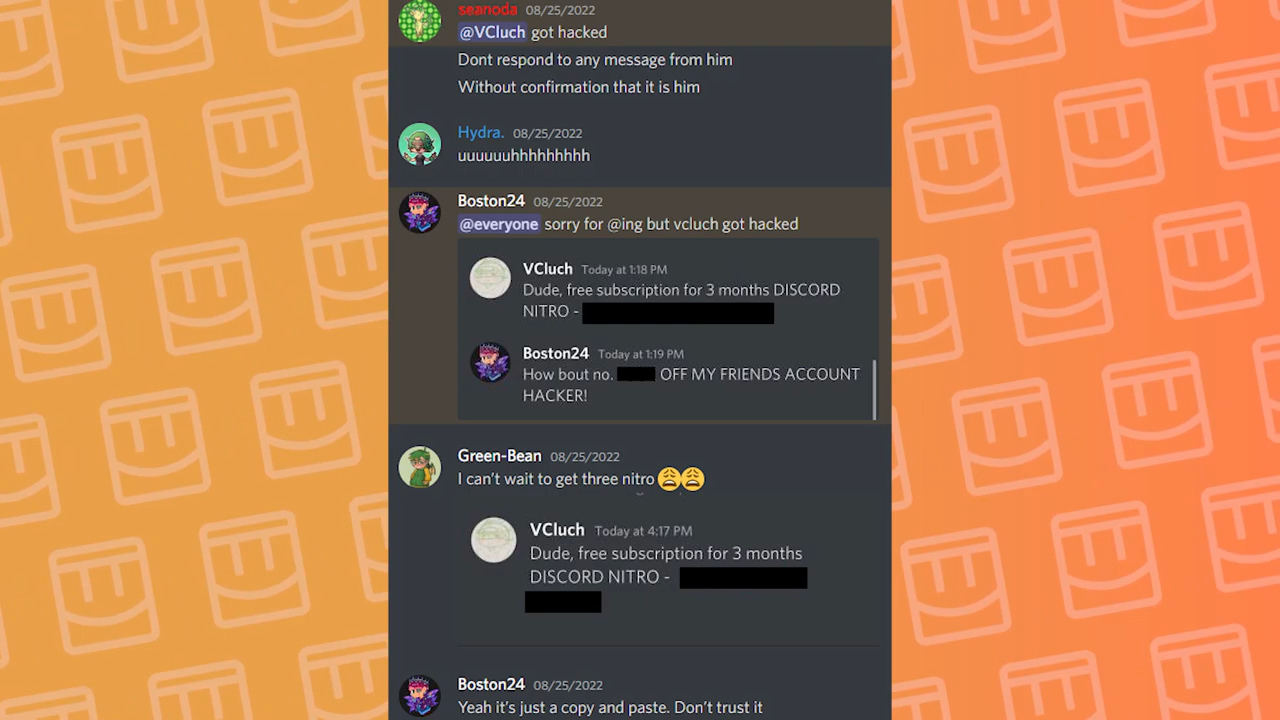 seanoda 08/25/2022
@VCluch got hacked
Dont respond to any message from him
Without confirmation that it is him
Hydra. 08/25/2022
uuuuuuhhhhhhhhh
Boston24 08/25/2022
@everyone sorry for @ing but vcluch got hacked
VCluch Today at 1:18 PM
Dude, free subscription for 3 months DISCORD
NITRO -
Boston24 Today at 1:19 PM
How bout no. OFF MY FRIENDS ACCOUNT
HACKER!
Green-Bean 08/25/2022
I can't wait to get three nitro 😩😩
VCluch Today at 4:17 PM
Dude, free subscription for 3 months
DISCORD NITRO -
Boston24 08/25/2022
Yeah it's just a copy and paste. Don't trust it